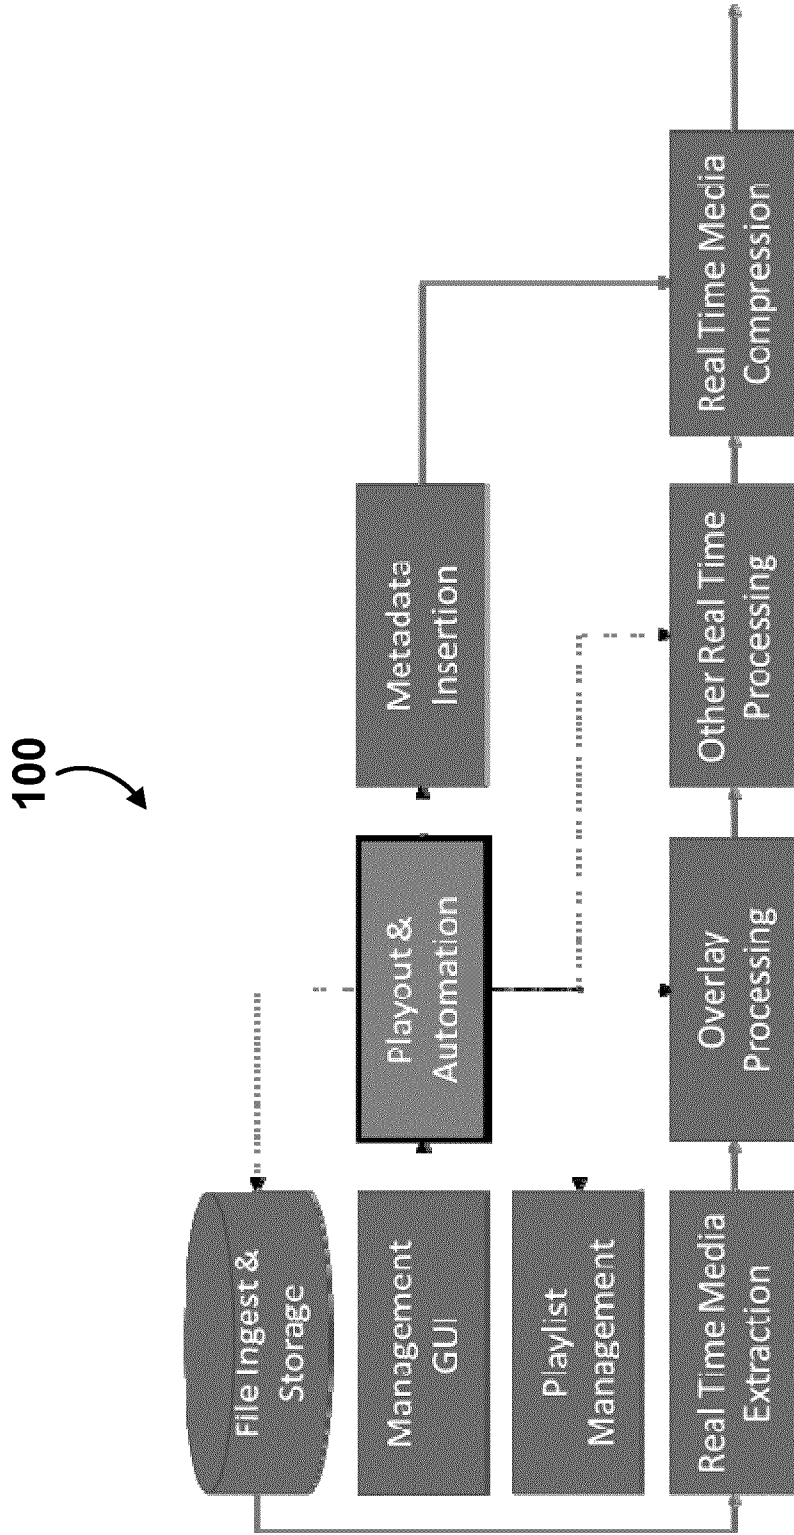 100
File Ingest &
Storage
Management
GUI
Playout &
Automation
Metadata
Insertion
Playlist
Management
Real Time Media
Extraction
Overlay
Processing
Other Real Time
Processing
Real Time Media
Compression